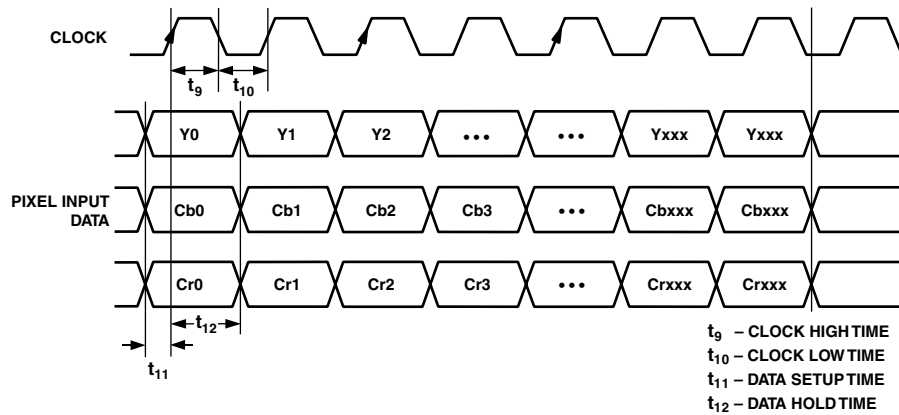 CLOCK
t9 t10
Y0 Y1 Y2 ••• ••• Yxxx Yxxx
PIXEL INPUT
DATA
Cb0 Cb1 Cb2 Cb3 ••• Cbxxx Cbxxx
Cr0 Cr1 Cr2 Cr3 ••• Crxxx Crxxx
t12
t11
t9 – CLOCK HIGH TIME
t10 – CLOCK LOW TIME
t11 – DATA SETUP TIME
t12 – DATA HOLD TIME